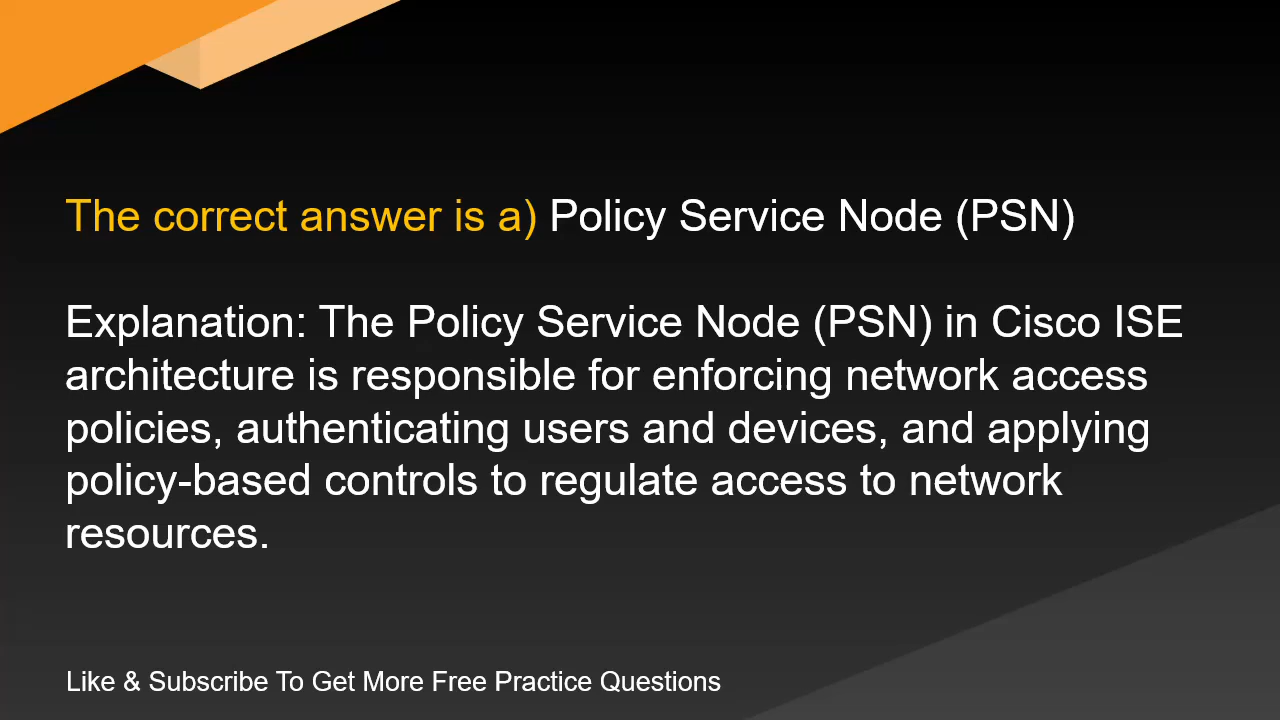 The correct answer is a) Policy Service Node (PSN)
Explanation: The Policy Service Node (PSN) in Cisco ISE
architecture is responsible for enforcing network access
policies, authenticating users and devices, and applying
policy-based controls to regulate access to network
resources.
Like & Subscribe To Get More Free Practice Questions